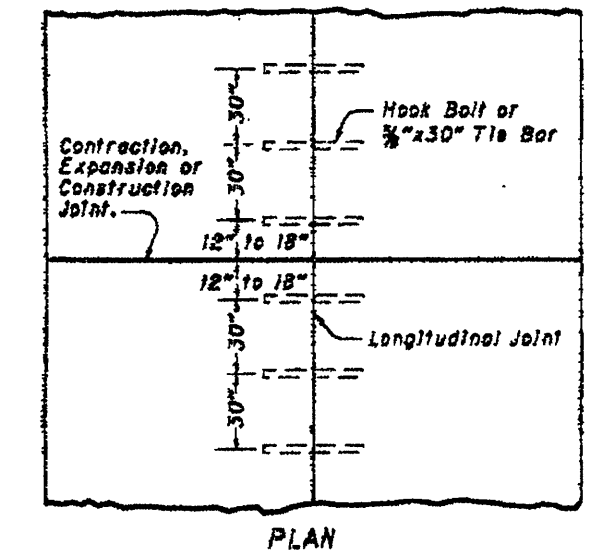 30"
Hook Bolt or
⅝"x30" Tie Bar
Contraction,
Expansion or
Construction
Joint.
30"
12" to 18"
12" to 18"
30"
Longitudinal Joint
30"
PLAN